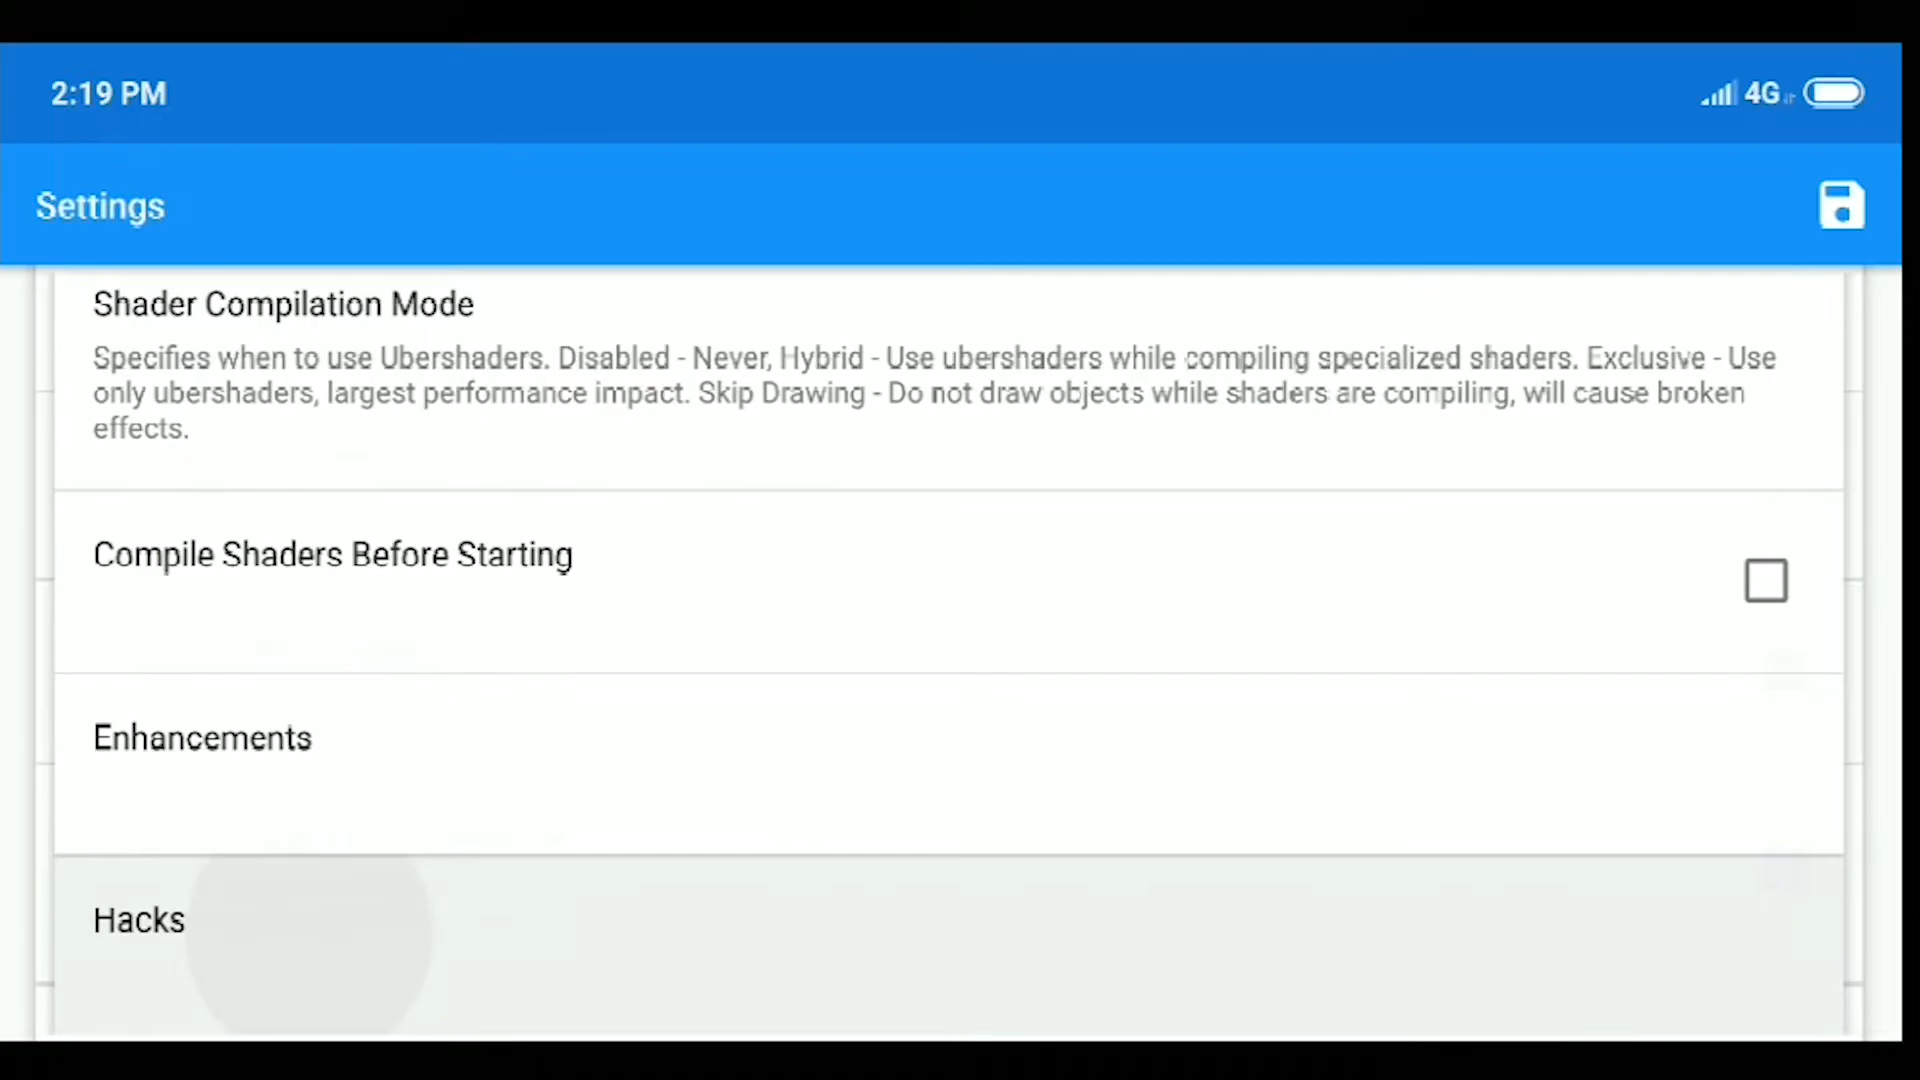 2:19 PM
4G
Settings
Shader Compilation Mode
Specifies when to use Ubershaders. Disabled - Never, Hybrid - Use ubershaders while compiling specialized shaders. Exclusive - Use
only ubershaders, largest performance impact. Skip Drawing - Do not draw objects while shaders are compiling, will cause broken
effects.
Compile Shaders Before Starting
Enhancements
Hacks